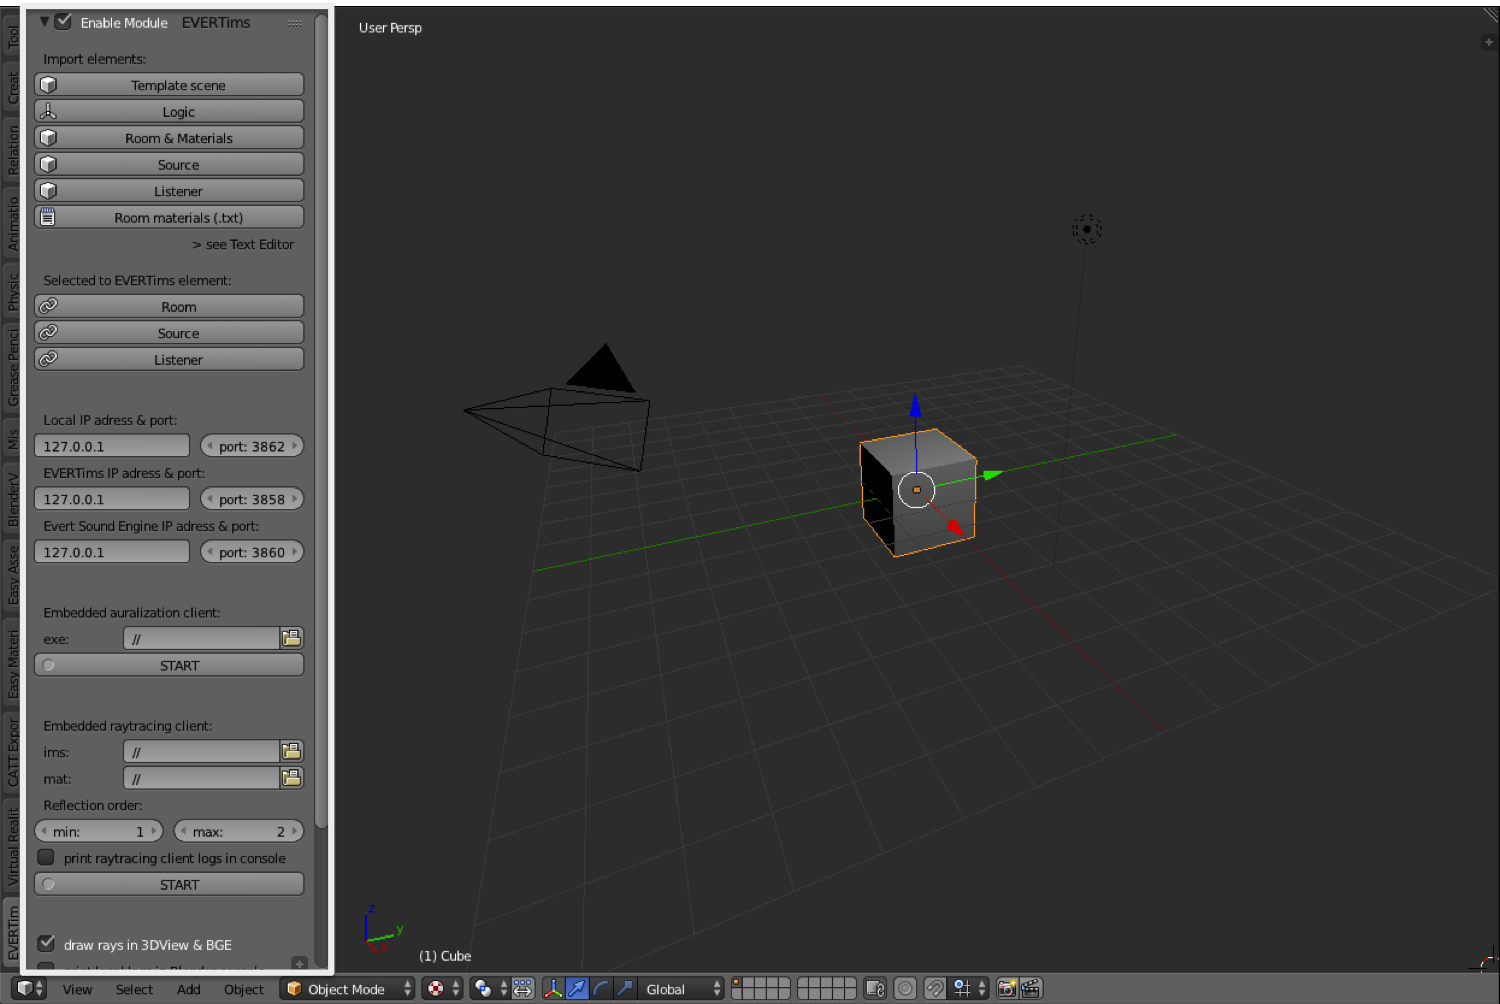 Enable Module EVERTims
Import elements:
Template scene
Logic
Room & Materials
Source
Listener
Room materials (.txt)
> see Text Editor
Selected to EVERTims element:
Room
Source
Listener
Local IP adress & port:
127.0.0.1 port: 3862
EVERTims IP adress & port:
127.0.0.1 port: 3858
Evert Sound Engine IP adress & port:
127.0.0.1 port: 3860
Embedded auralization client:
exe: //
START
Embedded raytracing client:
ims: //
mat: //
Reflection order:
min: 1 max: 2
print raytracing client logs in console
START
draw rays in 3DView & BGE
Tool
Creat
Relation
Animatio
Physic
Grease Penci
Mis
BlenderV
Easy Asse
Easy Materi
CATT Expor
Virtual Realit
EVERTim
User Persp
z
y
x
(1) Cube
View Select Add Object Object Mode Global